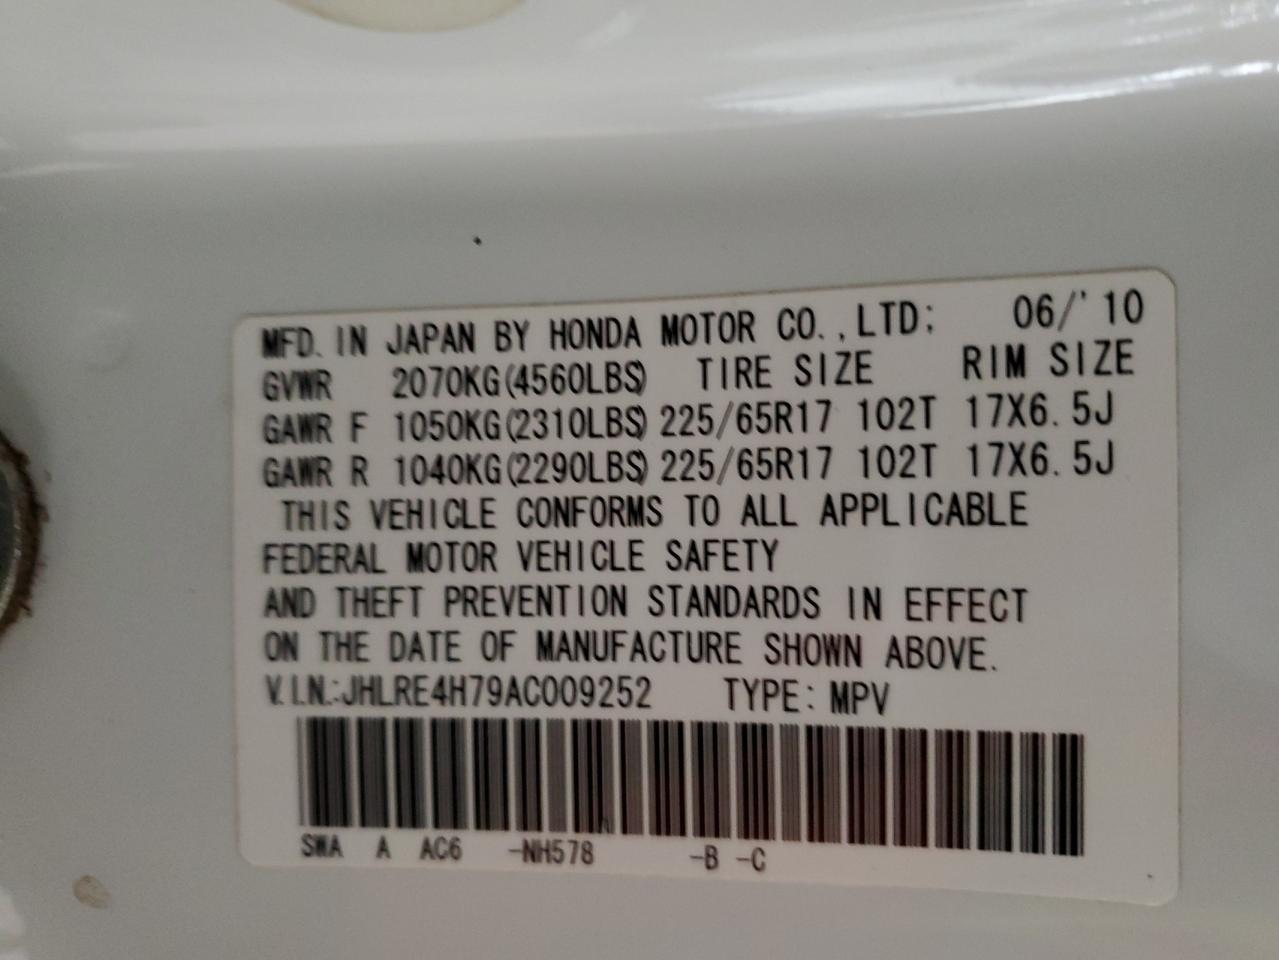 MFD. IN JAPAN BY HONDA MOTOR CO.,LTD; 06/'10
GVWR 2070KG(4560LBS) TIRE SIZE RIM SIZE
GAWR F 1050KG(2310LBS) 225/65R17 102T 17X6.5J
GAWR R 1040KG(2290LBS) 225/65R17 102T 17X6.5J
THIS VEHICLE CONFORMS TO ALL APPLICABLE
FEDERAL MOTOR VEHICLE SAFETY
AND THEFT PREVENTION STANDARDS IN EFFECT
ON THE DATE OF MANUFACTURE SHOWN ABOVE.
V.I.N.:JHLRE4H79AC009252 TYPE: MPV
SWA A AC6 -NH578 -B -C